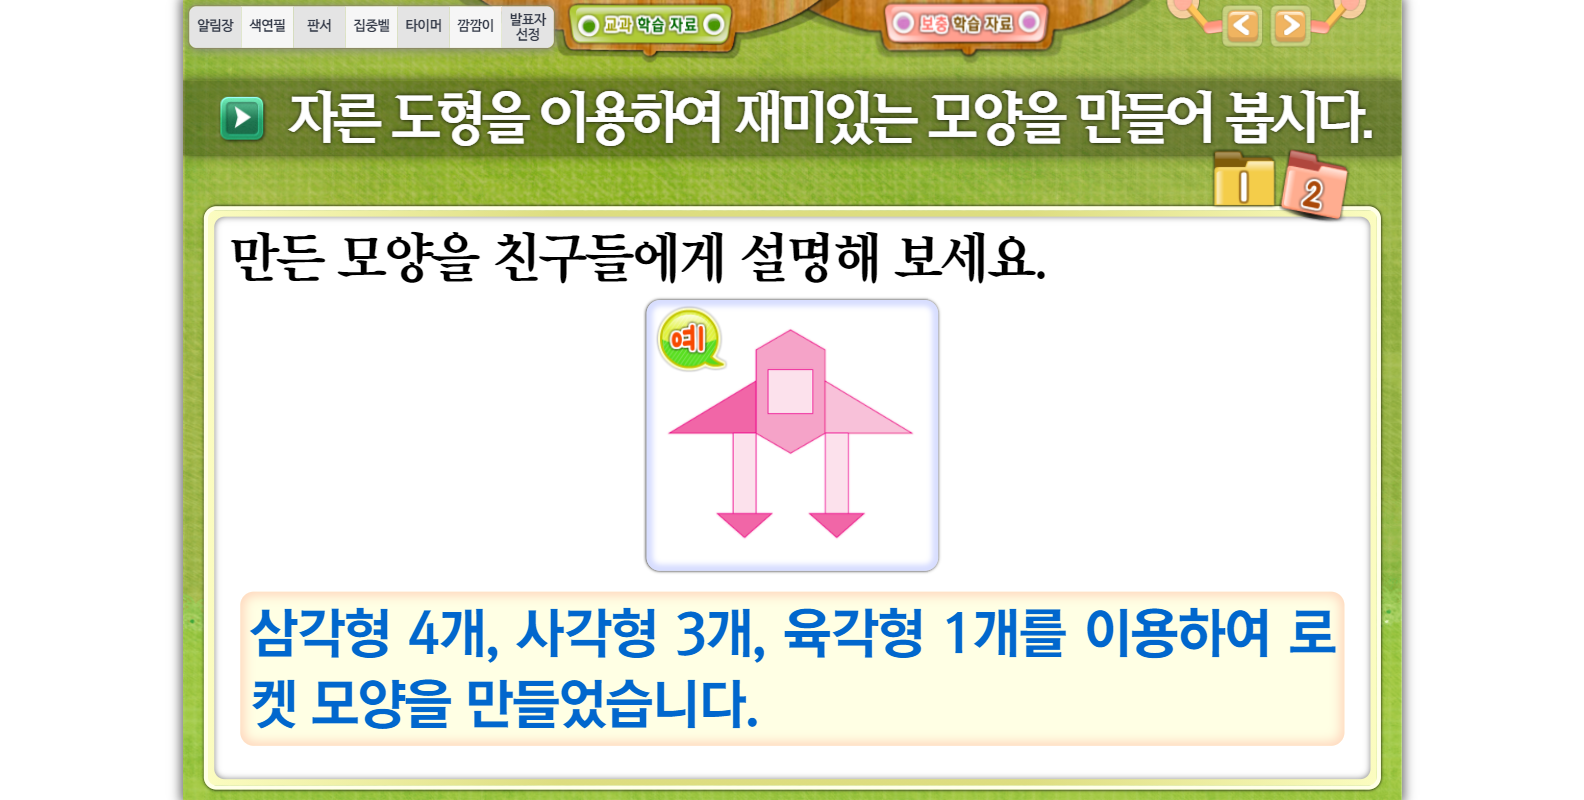 알림장 색연필 판서 집중벨 타이머 깜깜이 발표자 선정
교과 학습 자료 보충 학습 자료
자른 도형을 이용하여 재미있는 모양을 만들어 봅시다.
1 2
만든 모양을 친구들에게 설명해 보세요.
예
삼각형 4개, 사각형 3개, 육각형 1개를 이용하여 로
켓 모양을 만들었습니다.